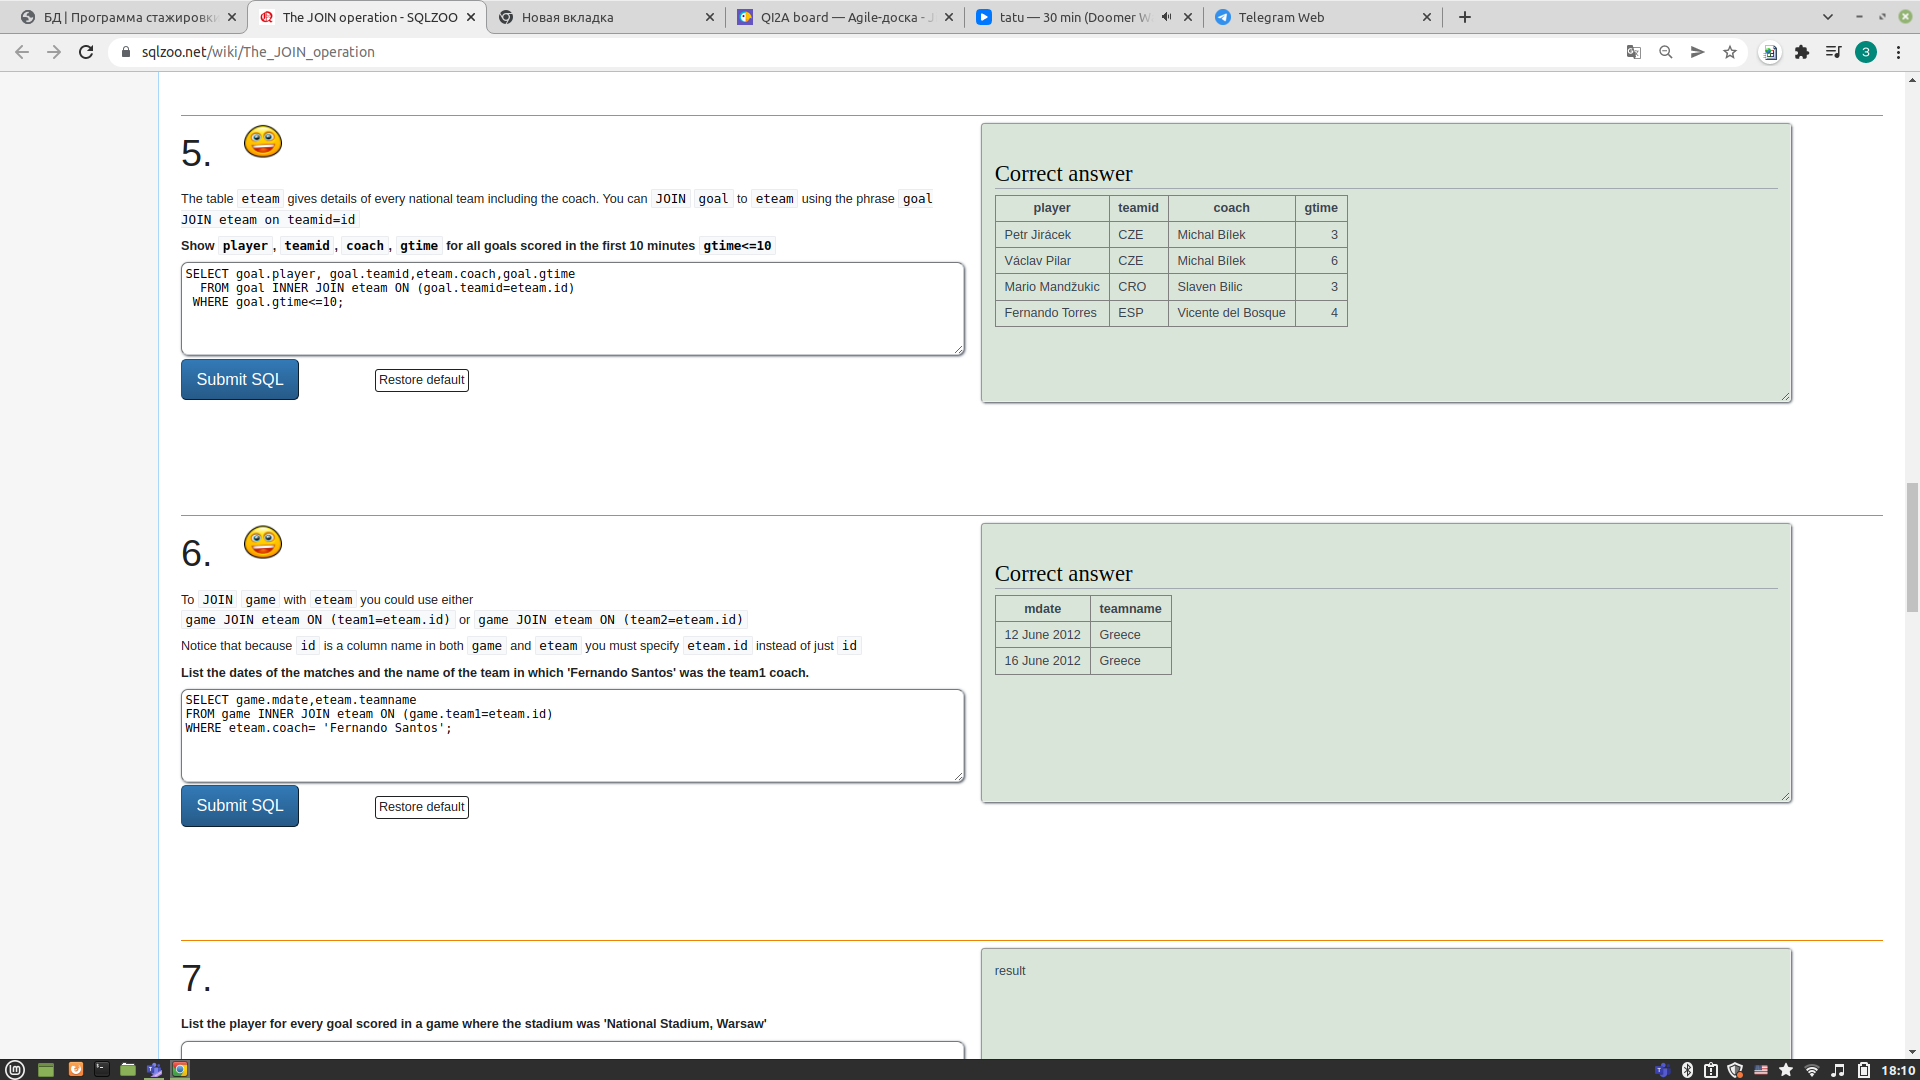 БД | Программа стажировки
The JOIN operation - SQLZOO
Новая вкладка
QI2A board — Agile-доска - J
tatu — 30 min (Doomer W
Telegram Web
sqlzoo.net/wiki/The_JOIN_operation
3
5.
The table eteam gives details of every national team including the coach. You can JOIN goal to eteam using the phrase goal
JOIN eteam on teamid=id
Show player, teamid, coach, gtime for all goals scored in the first 10 minutes gtime<=10
SELECT goal.player, goal.teamid,eteam.coach,goal.gtime
FROM goal INNER JOIN eteam ON (goal.teamid=eteam.id)
WHERE goal.gtime<=10;
Submit SQL
Restore default
Correct answer
player teamid coach gtime
Petr Jirácek CZE Michal Bílek 3
Václav Pilar CZE Michal Bílek 6
Mario Mandžukic CRO Slaven Bilic 3
Fernando Torres ESP Vicente del Bosque 4
6.
To JOIN game with eteam you could use either
game JOIN eteam ON (team1=eteam.id) or game JOIN eteam ON (team2=eteam.id)
Notice that because id is a column name in both game and eteam you must specify eteam.id instead of just id
List the dates of the matches and the name of the team in which 'Fernando Santos' was the team1 coach.
SELECT game.mdate,eteam.teamname
FROM game INNER JOIN eteam ON (game.team1=eteam.id)
WHERE eteam.coach= 'Fernando Santos';
Submit SQL
Restore default
Correct answer
mdate teamname
12 June 2012 Greece
16 June 2012 Greece
7.
List the player for every goal scored in a game where the stadium was 'National Stadium, Warsaw'
result
18:10